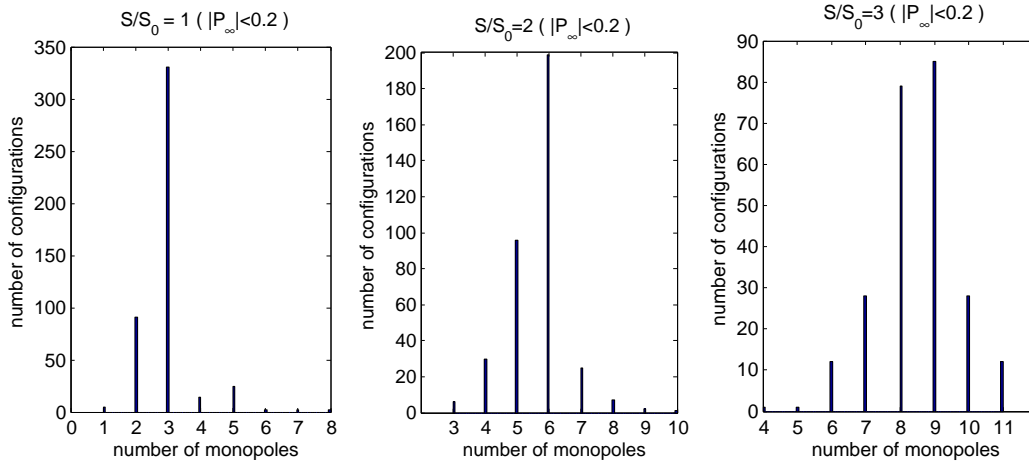 S/S₀ = 1 ( |P∞|<0.2 )
350
300
250
200
150
100
50
0
number of configurations
0 1 2 3 4 5 6 7 8
number of monopoles
S/S₀=2 ( |P∞|<0.2 )
200
180
160
140
120
100
80
60
40
20
0
number of configurations
3 4 5 6 7 8 9 10
number of monopoles
S/S₀=3 ( |P∞|<0.2 )
90
80
70
60
50
40
30
20
10
0
number of configurations
4 5 6 7 8 9 10 11
number of monopoles